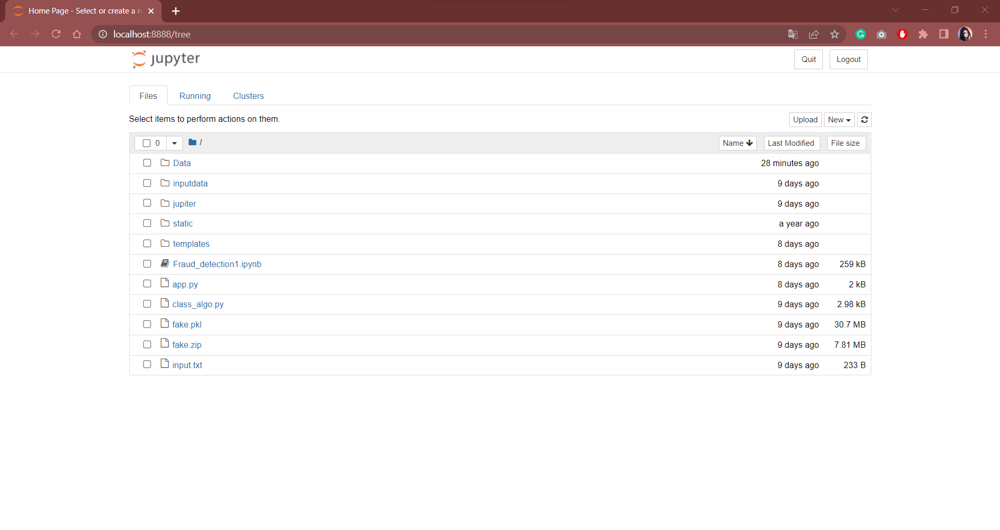 Home Page - Select or create a n
localhost:8888/tree
jupyter
Quit
Logout
Files
Running
Clusters
Select items to perform actions on them.
Upload
New
0
/
Name
Last Modified
File size
Data
28 minutes ago
inputdata
9 days ago
jupiter
9 days ago
static
a year ago
templates
8 days ago
Fraud_detection1.ipynb
8 days ago
259 kB
app.py
8 days ago
2 kB
class_algo.py
9 days ago
2.98 kB
fake.pkl
9 days ago
30.7 MB
fake.zip
9 days ago
7.81 MB
input.txt
9 days ago
233 B